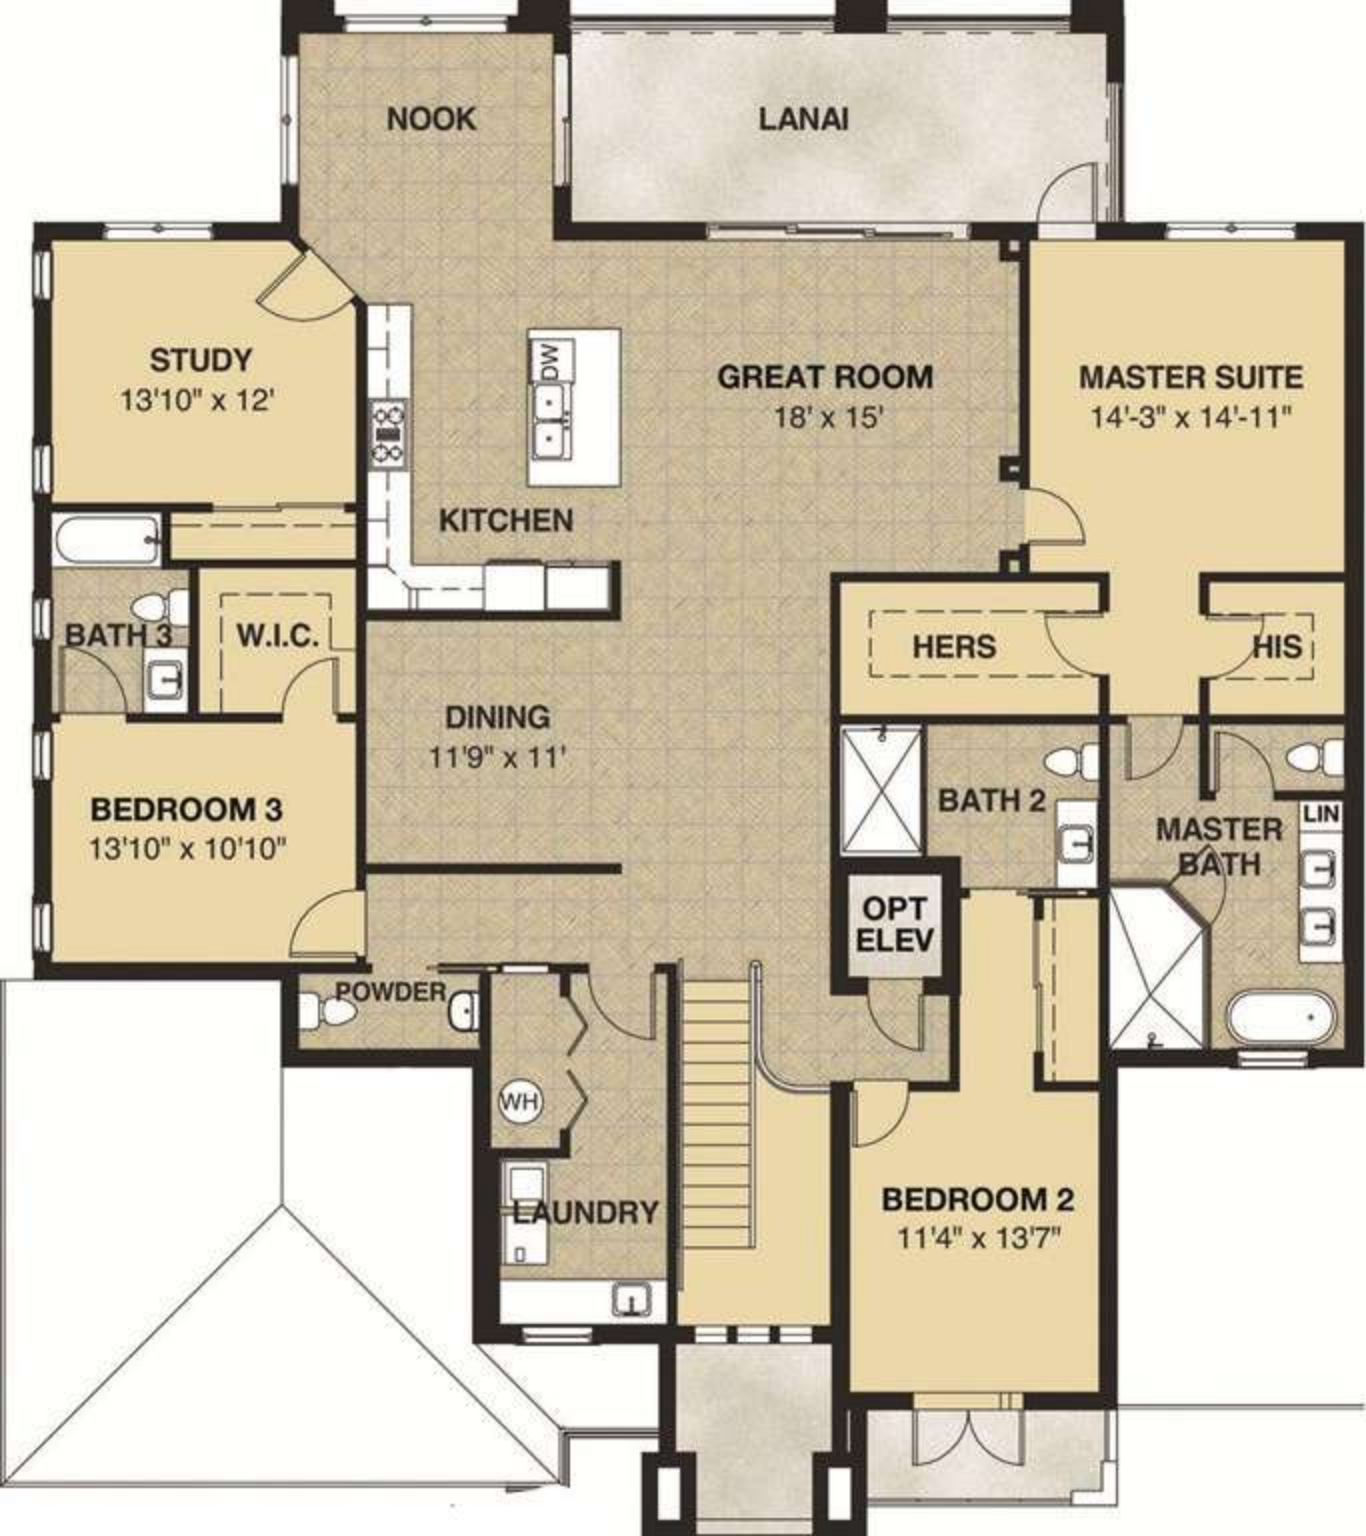 NOOK
LANAI
STUDY
13'10" x 12'
DW
GREAT ROOM
18' x 15'
MASTER SUITE
14'-3" x 14'-11"
KITCHEN
BATH 3
W.I.C.
HERS
HIS
DINING
11'9" x 11'
BEDROOM 3
13'10" x 10'10"
BATH 2
LIN
MASTER
BATH
OPT
ELEV
POWDER
WH
LAUNDRY
BEDROOM 2
11'4" x 13'7"